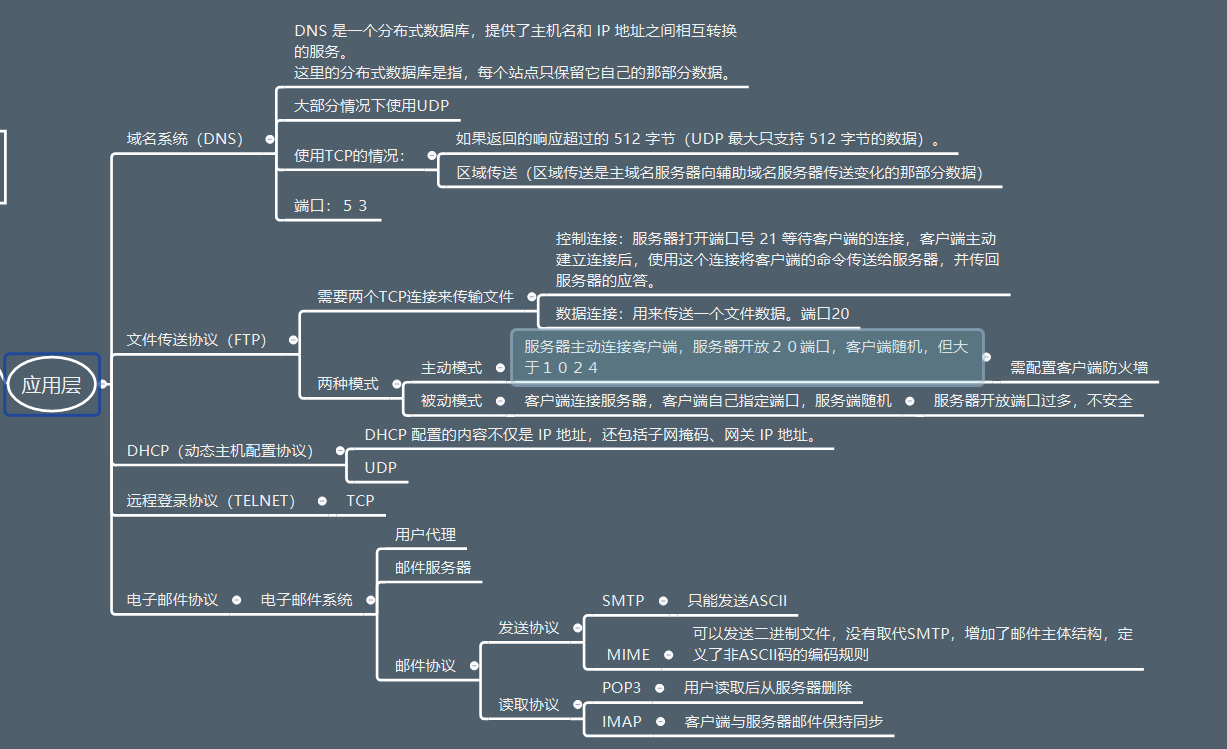 应用层
域名系统（DNS）
DNS 是一个分布式数据库，提供了主机名和 IP 地址之间相互转换
的服务。
这里的分布式数据库是指，每个站点只保留它自己的那部分数据。
大部分情况下使用UDP
使用TCP的情况：
如果返回的响应超过的 512 字节（UDP 最大只支持 512 字节的数据）。
区域传送（区域传送是主域名服务器向辅助域名服务器传送变化的那部分数据）
端口：５３
文件传送协议（FTP）
需要两个TCP连接来传输文件
控制连接：服务器打开端口号 21 等待客户端的连接，客户端主动
建立连接后，使用这个连接将客户端的命令传送给服务器，并传回
服务器的应答。
数据连接：用来传送一个文件数据。端口20
两种模式
主动模式
服务器主动连接客户端，服务器开放２０端口，客户端随机，但大
于１０２４
需配置客户端防火墙
被动模式
客户端连接服务器，客户端自己指定端口，服务端随机
服务器开放端口过多，不安全
DHCP（动态主机配置协议）
DHCP 配置的内容不仅是 IP 地址，还包括子网掩码、网关 IP 地址。
UDP
远程登录协议（TELNET）
TCP
电子邮件协议
电子邮件系统
用户代理
邮件服务器
邮件协议
发送协议
SMTP
只能发送ASCII
MIME
可以发送二进制文件，没有取代SMTP，增加了邮件主体结构，定
义了非ASCII码的编码规则
读取协议
POP3
用户读取后从服务器删除
IMAP
客户端与服务器邮件保持同步